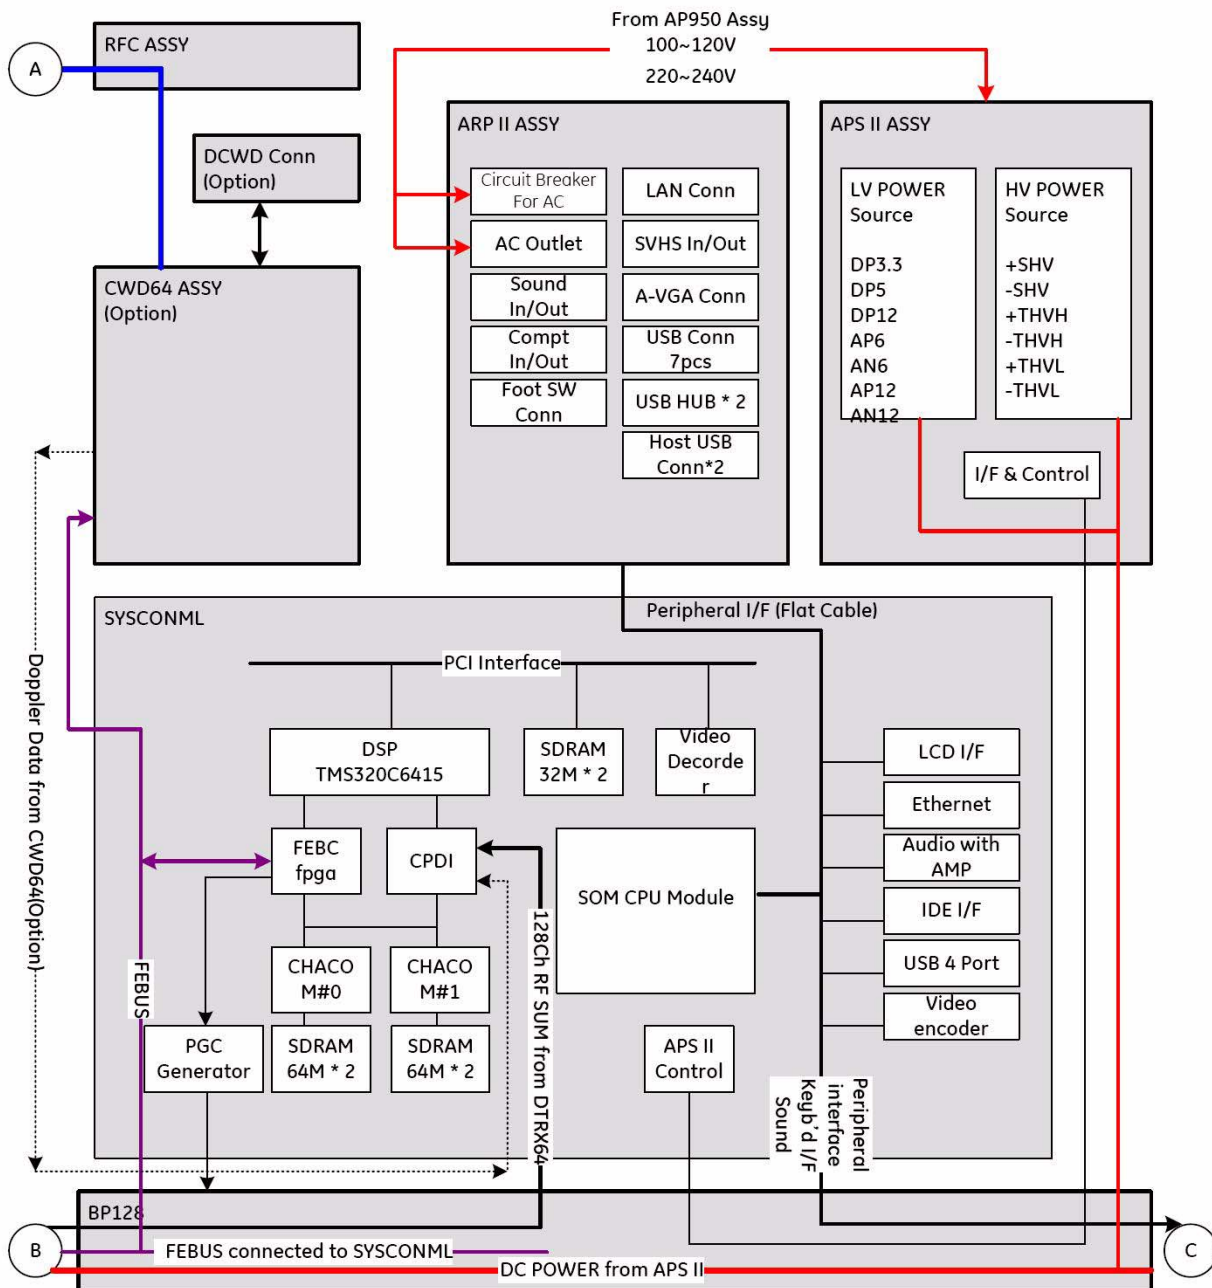 From AP950 Assy
100~120V
220~240V
A
RFC ASSY
DCWD Conn
(Option)
CWD64 ASSY
(Option)
ARP II ASSY
Circuit Breaker
For AC
AC Outlet
Sound
In/Out
Compt
In/Out
Foot SW
Conn
LAN Conn
SVHS In/Out
A-VGA Conn
USB Conn
7pcs
USB HUB * 2
Host USB
Conn*2
APS II ASSY
LV POWER
Source
DP3.3
DP5
DP12
AP6
AN6
AP12
AN12
HV POWER
Source
+SHV
-SHV
+THVH
-THVH
+THVL
-THVL
I/F & Control
SYSCONML
Peripheral I/F (Flat Cable)
PCI Interface
DSP
TMS320C6415
SDRAM
32M * 2
Video
Decorde
r
FEBC
fpga
CPDI
SOM CPU Module
LCD I/F
Ethernet
Audio with
AMP
IDE I/F
USB 4 Port
Video
encoder
CHACO
M#0
CHACO
M#1
PGC
Generator
SDRAM
64M * 2
SDRAM
64M * 2
APS II
Control
Doppler Data from CWD64(Option)
FEBUS
128Ch RF SUM from DTRX64
Peripheral
interface
Keyb'd I/F
Sound
BP128
B
FEBUS connected to SYSCONML
C
DC POWER from APS II